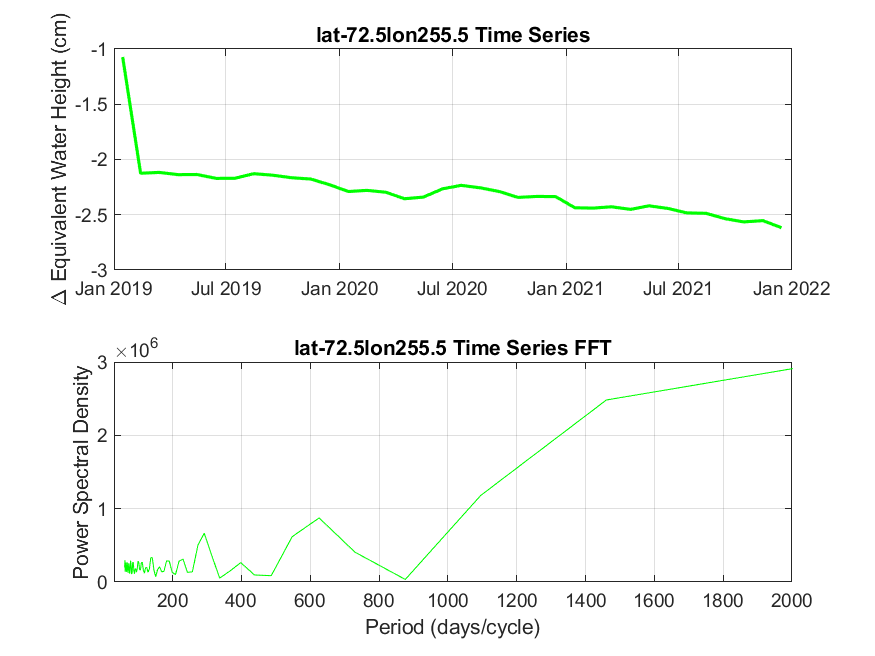 lat-72.5lon255.5 Time Series
Δ Equivalent Water Height (cm)
-1
-1.5
-2
-2.5
-3
Jan 2019 Jul 2019 Jan 2020 Jul 2020 Jan 2021 Jul 2021 Jan 2022
lat-72.5lon255.5 Time Series FFT
×10⁶
Power Spectral Density
3
2
1
0
200 400 600 800 1000 1200 1400 1600 1800 2000
Period (days/cycle)